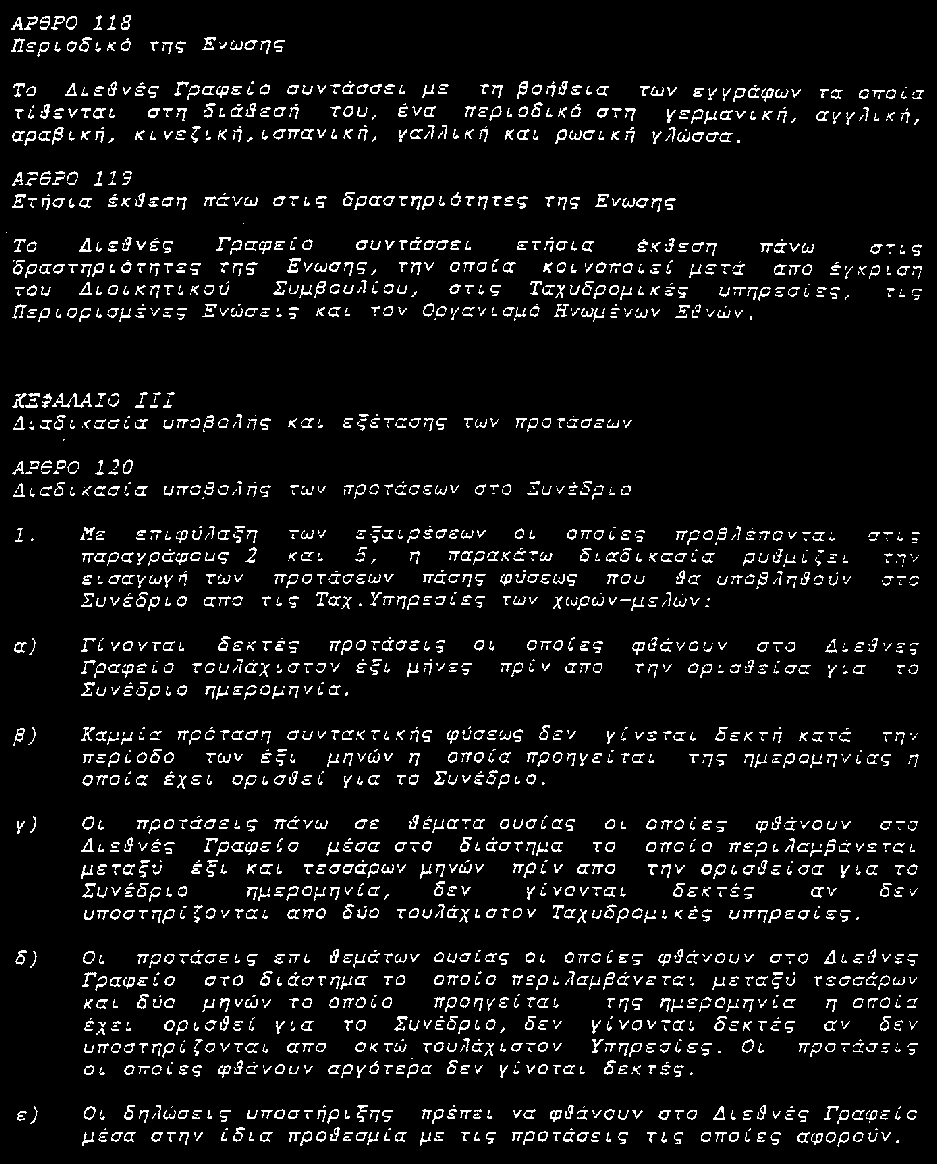 ΑΡΘΡΟ 118
Περιοδικό της Ενωσης
Το Διεθνές Γραφείο συντάσσει με τη βοήθεια των εγγράφων τα οποία
τίθενται στη διάθεσή του, ένα περιοδικό στη γερμανική, αγγλική,
αραβική, κινεζική,ισπανική, γαλλική και ρωσική γλώσσα.
ΑΡΘΡΟ 119
Ετήσια έκθεση πάνω στις δραστηριότητες της Ενωσης
Το Διεθνές Γραφείο συντάσσει ετήσια έκθεση πάνω στις
δραστηριότητες της Ενωσης, την οποία κοινοποιεί μετά απο έγκριση
του Διοικητικού Συμβουλίου, στις Ταχυδρομικές υπηρεσίες, τις
Περιορισμένες Ενώσεις και τον Οργανισμό Ηνωμένων Εθνών.
ΚΕΦΑΛΑΙΟ ΙΙΙ
Διαδικασία υποβολής και εξέτασης των προτάσεων
ΑΡΘΡΟ 120
Διαδικασία υποβολής των προτάσεων στο Συνέδριο
1. Με επιφύλαξη των εξαιρέσεων οι οποίες προβλέπονται στις
παραγράφους 2 και 5, η παρακάτω διαδικασία ρυθμίζει την
εισαγωγή των προτάσεων πάσης φύσεως που θα υποβληθούν στο
Συνέδριο απο τις Ταχ.Υπηρεσίες των χωρών-μελών:
α) Γίνονται δεκτές προτάσεις οι οποίες φθάνουν στο Διεθνές
Γραφείο τουλάχιστον έξι μήνες πρίν απο την ορισθείσα για το
Συνέδριο ημερομηνία.
β) Καμμία πρόταση συντακτικής φύσεως δεν γίνεται δεκτή κατά την
περίοδο των έξι μηνών η οποία προηγείται της ημερομηνίας η
οποία έχει ορισθεί για το Συνέδριο.
γ) Οι προτάσεις πάνω σε θέματα ουσίας οι οποίες φθάνουν στο
Διεθνές Γραφείο μέσα στο διάστημα το οποίο περιλαμβάνεται
μεταξύ έξι και τεσσάρων μηνών πρίν απο την ορισθείσα για το
Συνέδριο ημερομηνία, δεν γίνονται δεκτές αν δεν
υποστηρίζονται απο δύο τουλάχιστον Ταχυδρομικές υπηρεσίες.
δ) Οι προτάσεις επι θεμάτων ουσίας οι οποίες φθάνουν στο Διεθνές
Γραφείο στο διάστημα το οποίο περιλαμβάνεται μεταξύ τεσσάρων
και δύο μηνών το οποίο προηγείται της ημερομηνία η οποία
έχει ορισθεί για το Συνέδριο, δεν γίνονται δεκτές αν δεν
υποστηρίζονται απο οκτώ τουλάχιστον Υπηρεσίες. Οι προτάσεις
οι οποίες φθάνουν αργότερα δεν γίνοται δεκτές.
ε) Οι δηλώσεις υποστήριξης πρέπει να φθάνουν στο Διεθνές Γραφείο
μέσα στην ίδια προθεσμία με τις προτάσεις τις οποίες αφορούν.